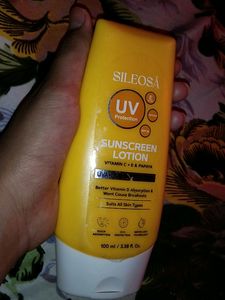 SILEOSA
UV
Protection
SUNSCREEN
LOTION
VITAMIN C + E & PAPAYA
Better Vitamin D Absorption &
Wont Cause Breakouts
Suits All Skin Types
100 ml / 3.38 fl. Oz.